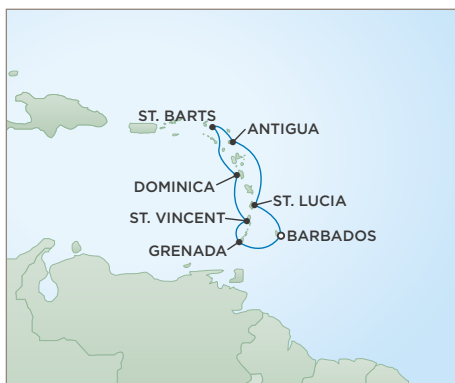 ST. BARTS
ANTIGUA
DOMINICA
ST. LUCIA
ST. VINCENT
BARBADOS
GRENADA